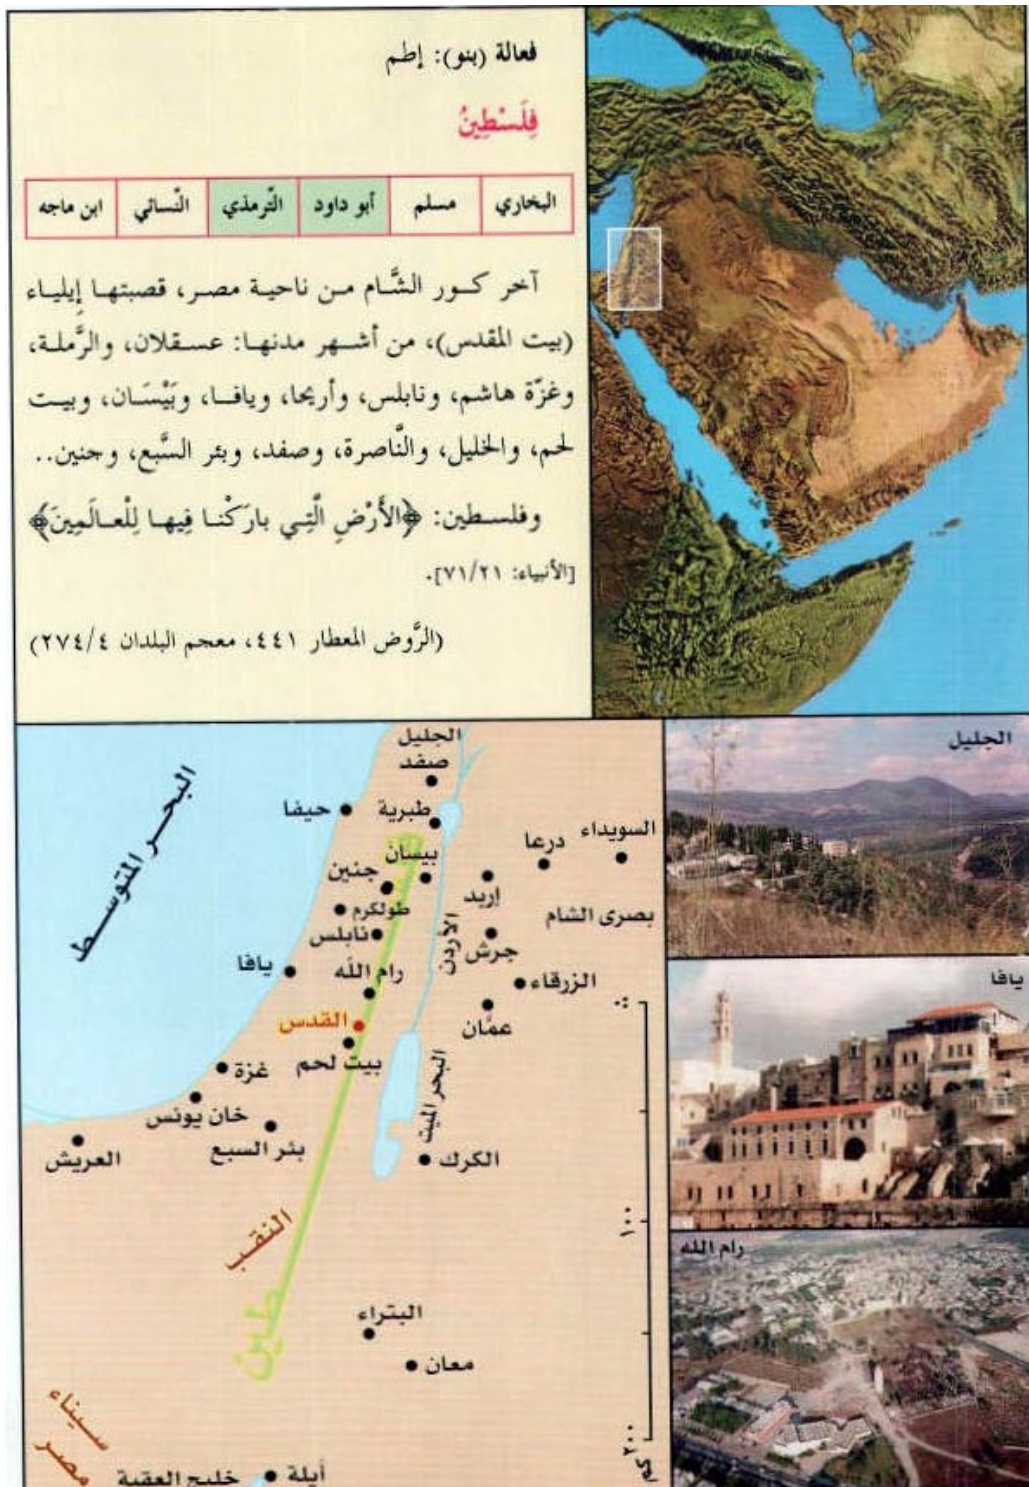 فعالة (بنو): إطم
فِلَسْطِينُ
البخاري مسلم أبو داود التّرمذي النّسائي ابن ماجه
آخر كور الشَّام من ناحية مصر، قصبتها إيلياء
(بيت المقدس)، من أشهر مدنها: عسقلان، والرَّملة،
وغزّة هاشم، ونابلس، وأريحا، ويافا، وبَيْسَان، وبيت
لحم، والخليل، والنَّاصرة، وصفد، وبئر السَّبع، وجنين..
وفلسطين: ﴿الأَرْضِ الَّتِي بارَكْنا فِيها لِلْعالَمِينَ﴾
[الأنبياء: ٧١/٢١].
(الرَّوض المعطار ٤٤١، معجم البلدان ٢٧٤/٤)
الجليل
يافا
رام الله
الجليل
صفد
البحر المتوسط
حيفا
طبرية
السويداء
درعا
بيسان
جنين
إربد
طولكرم
بصرى الشام
نابلس
الأردن
جرش
يافا
رام الله
الزرقاء
عمَّان
القدس
بيت لحم
البحر الميت
غزة
خان يونس
بئر السبع
العريش
الكرك
النقب
فلسطين
البتراء
معان
سيناء
مصر
أيلة
خليج العقبة
٠
١٠٠
٢٠٠ كم